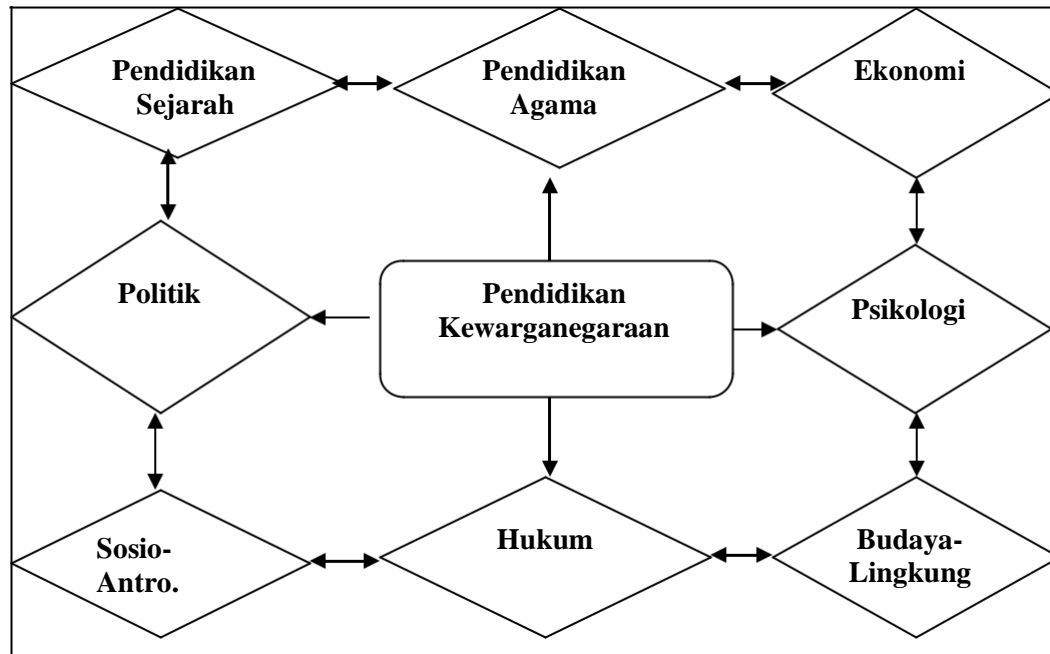 Pendidikan
Sejarah
Pendidikan
Agama
Ekonomi
Politik
Pendidikan
Kewarganegaraan
Psikologi
Sosio-
Antro.
Hukum
Budaya-
Lingkung